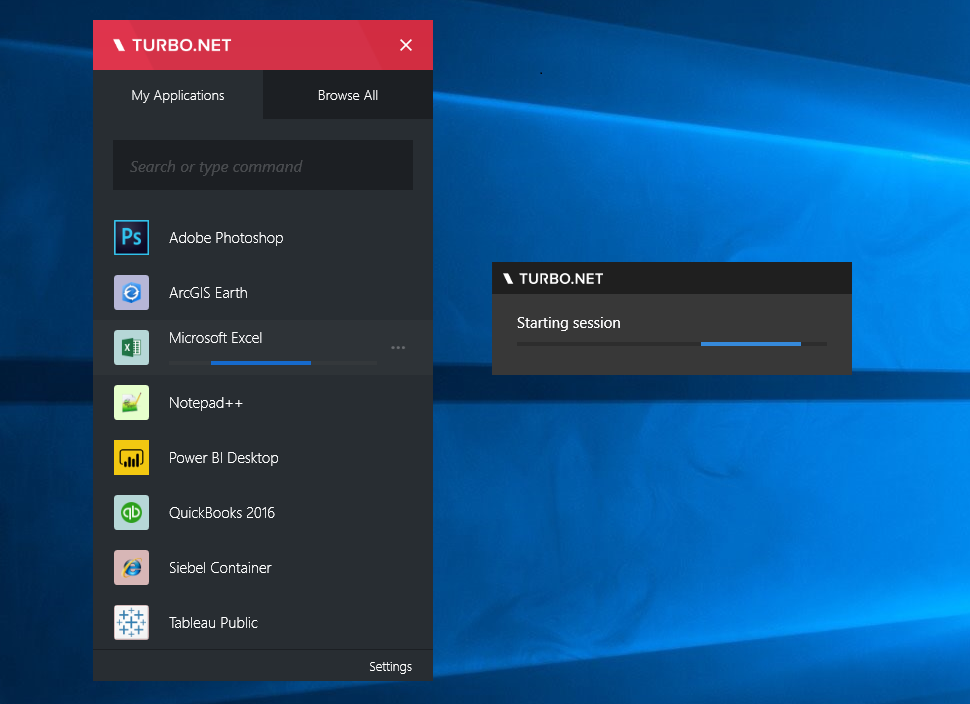 TURBO.NET
My Applications
Browse All
Search or type command
Ps
Adobe Photoshop
ArcGIS Earth
Microsoft Excel
Notepad++
Power BI Desktop
qb
QuickBooks 2016
Siebel Container
Tableau Public
Settings
TURBO.NET
Starting session